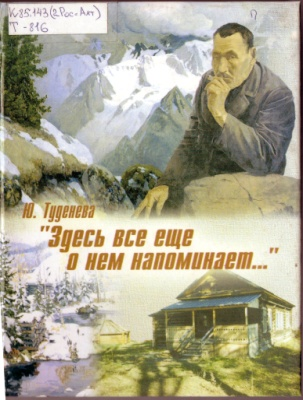 К85.143(2Рос-Алт)
Т-816
Ю. Туденева
"Здесь все еще
о нем напоминает..."